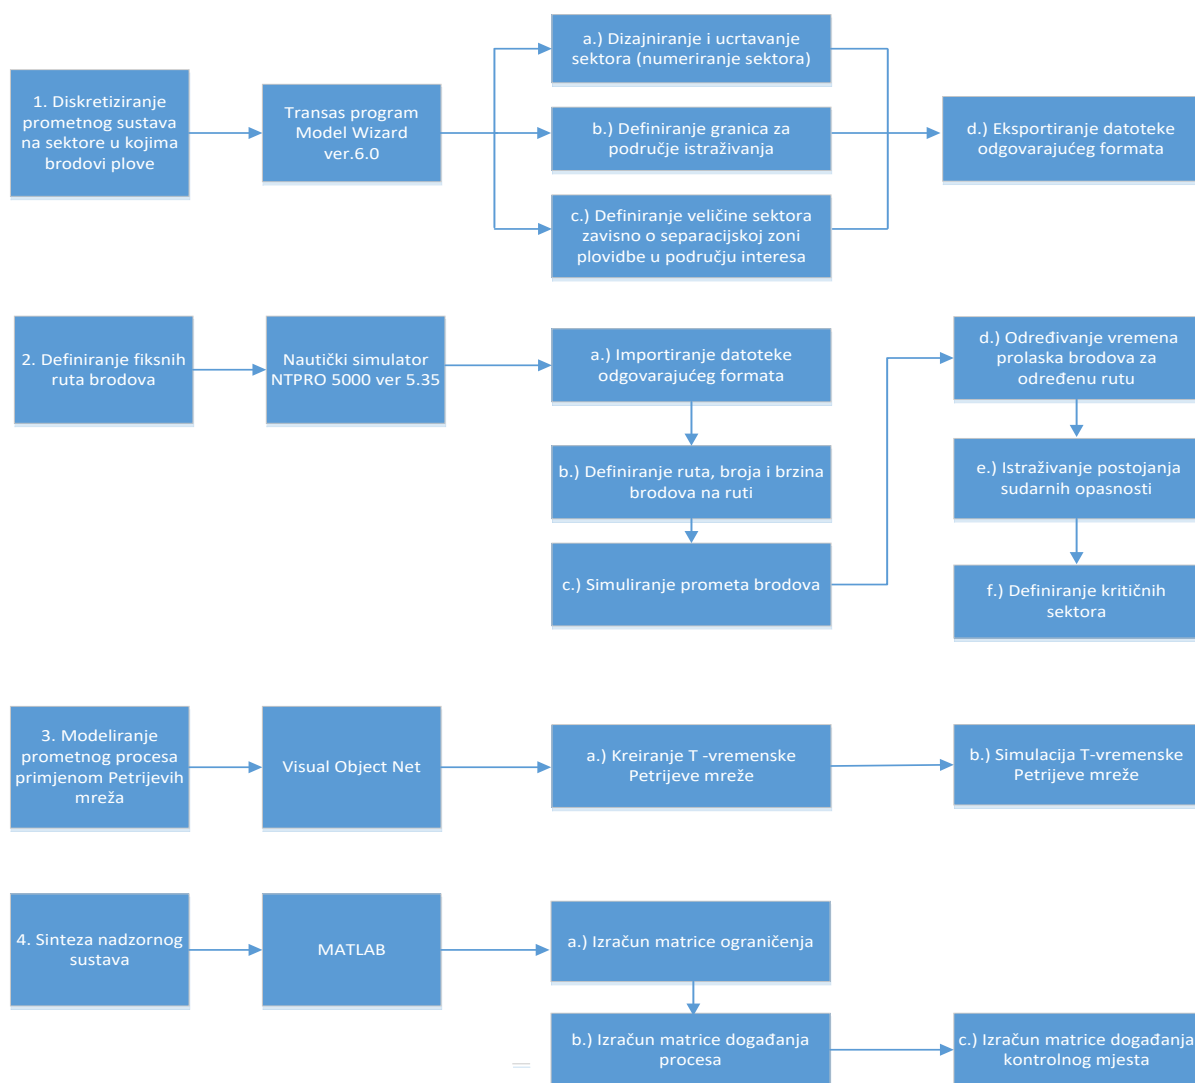 1. Diskretiziranje
prometnog sustava
na sektore u kojima
brodovi plove
Transas program
Model Wizard
ver.6.0
a.) Dizajniranje i ucrtavanje
sektora (numeriranje sektora)
b.) Definiranje granica za
područje istraživanja
c.) Definiranje veličine sektora
zavisno o separacijskoj zoni
plovidbe u području interesa
d.) Eksportiranje datoteke
odgovarajućeg formata
2. Definiranje fiksnih
ruta brodova
Nautički simulator
NTPRO 5000 ver 5.35
a.) Importiranje datoteke
odgovarajućeg formata
b.) Definiranje ruta, broja i brzina
brodova na ruti
c.) Simuliranje prometa brodova
d.) Određivanje vremena
prolaska brodova za
određenu rutu
e.) Istraživanje postojanja
sudarnih opasnosti
f.) Definiranje kritičnih
sektora
3. Modeliranje
prometnog procesa
primjenom Petrijevih
mreža
Visual Object Net
a.) Kreiranje T -vremenske
Petrijeve mreže
b.) Simulacija T-vremenske
Petrijeve mreže
4. Sinteza nadzornog
sustava
MATLAB
a.) Izračun matrice ograničenja
b.) Izračun matrice događanja
procesa
c.) Izračun matrice događanja
kontrolnog mjesta